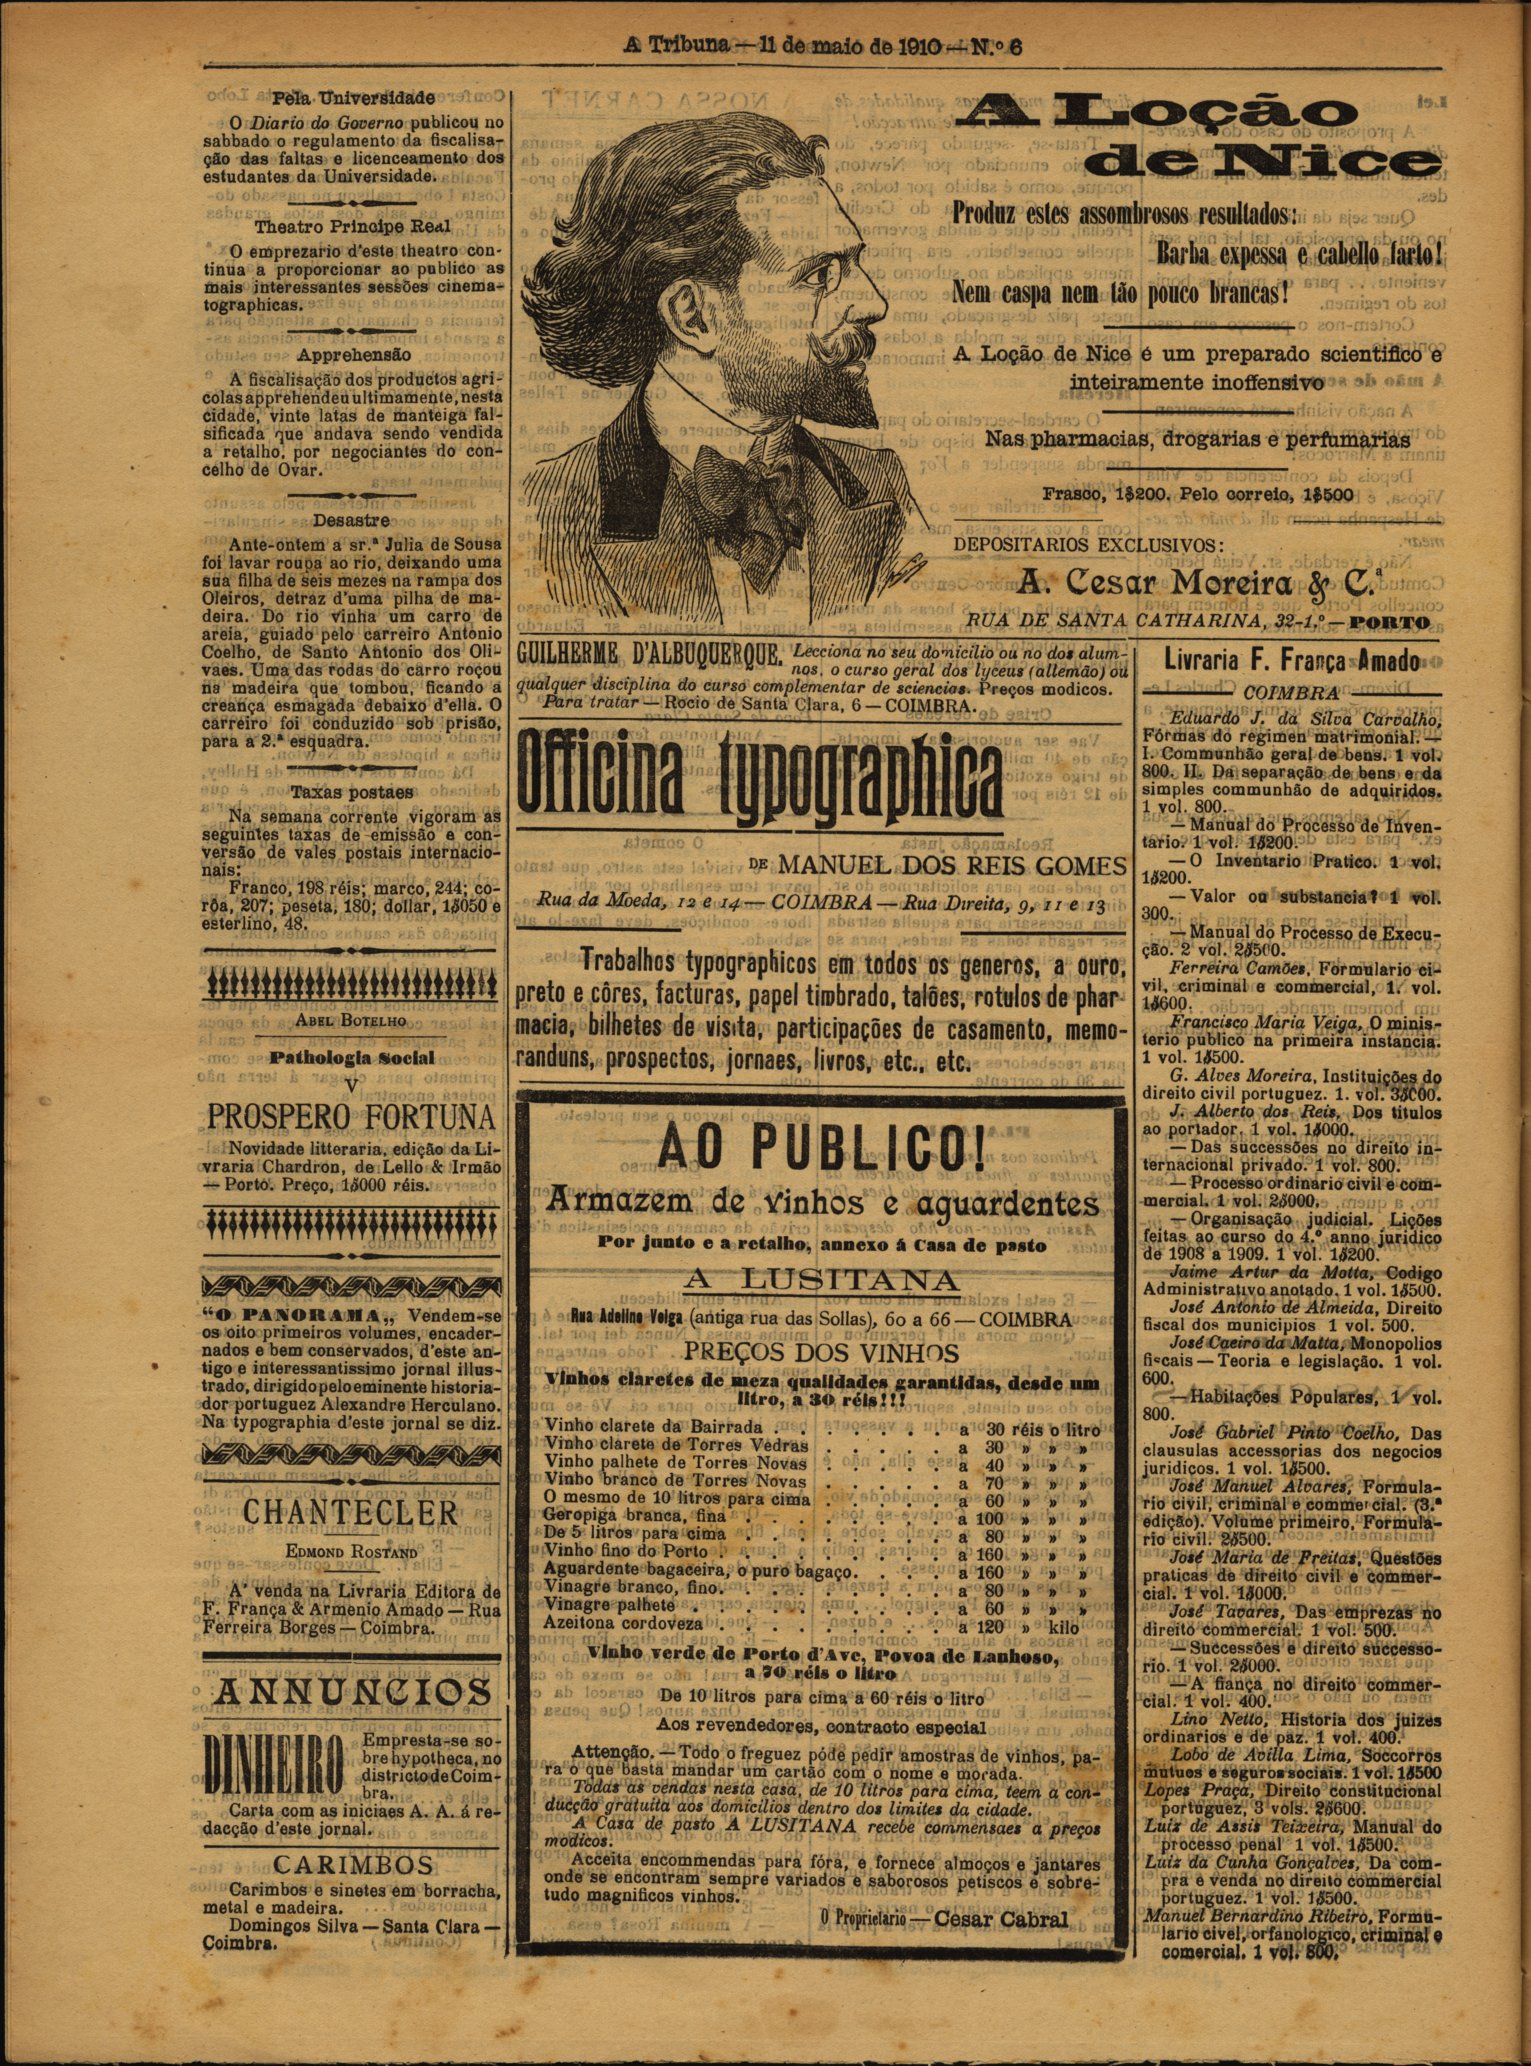 A Tribuna — 11 de maio de 1910 — N.º 6
Pela Universidade
O Diario do Governo publicou no
sabbado o regulamento da fiscalisa-
ção das faltas e licenceamento dos
estudantes da Universidade.
Theatro Principe Real
O emprezario d'este theatro con-
tinua a proporcionar ao publico as
mais interessantes sessões cinema-
tographicas.
Apprehensão
A fiscalisação dos productos agri-
colas apprehendeu ultimamente, nesta
cidade, vinte latas de manteiga fal-
sificada que andava sendo vendida
a retalho, por negociantes do con-
celho de Ovar.
Desastre
Ante-ontem a sr.ª Julia de Sousa
foi lavar roupa ao rio, deixando uma
sua filha de seis mezes na rampa dos
Oleiros, detraz d'uma pilha de ma-
deira. Do rio vinha um carro de
areia, guiado pelo carreiro Antonio
Coelho, de Santo Antonio dos Oli-
vaes. Uma das rodas do carro roçou
na madeira que tombou, ficando a
creança esmagada debaixo d'ella. O
carreiro foi conduzido sob prisão,
para a 2.ª esquadra.
Taxas postaes
Na semana corrente vigoram as
seguintes taxas de emissão e con-
versão de vales postais internacio-
nais:
Franco, 198 réis; marco, 244; co-
rôa, 207; peseta, 180; dollar, 1$050 e
esterlino, 48.
ABEL BOTELHO
Pathologia Social
V
PROSPERO FORTUNA
Novidade litteraria, edição da Li-
vraria Chardron, de Lello & Irmão
— Porto. Preço, 1$000 réis.
“O PANORAMA„ Vendem-se
os oito primeiros volumes, encader-
nados e bem conservados, d'este an-
tigo e interessantissimo jornal illus-
trado, dirigido pelo eminente historia-
dor portuguez Alexandre Herculano.
Na typographia d'este jornal se diz.
CHANTECLER
EDMOND ROSTAND
A' venda na Livraria Editora de
F. França & Armenio Amado — Rua
Ferreira Borges — Coimbra.
ANNUNCIOS
DINHEIRO Empresta-se so-
bre hypotheca, no
districto de Coim-
bra.
Carta com as iniciaes A. A. á re-
dacção d'este jornal.
CARIMBOS
Carimbos e sinetes em borracha,
metal e madeira.
Domingos Silva — Santa Clara —
Coimbra.
A Loção
de Nice
Produz estes assombrosos resultados:
Barba expessa e cabello farto!
Nem caspa nem tão pouco brancas!
A Loção de Nice é um preparado scientifico e
inteiramente inoffensivo
Nas pharmacias, drogarias e perfumarias
Frasco, 1$200. Pelo correio, 1$500
DEPOSITARIOS EXCLUSIVOS:
A. Cesar Moreira & C.ª
RUA DE SANTA CATHARINA, 32-1.º — PORTO
GUILHERME D'ALBUQUERQUE. Lecciona no seu domicilio ou no dos alum-
nos, o curso geral dos lyceus (allemão) ou
qualquer disciplina do curso complementar de sciencias. Preços modicos.
Para tratar — Rocio de Santa Clara, 6 — COIMBRA.
Officina typographica
DE MANUEL DOS REIS GOMES
Rua da Moeda, 12 e 14 — COIMBRA — Rua Direita, 9, 11 e 13
Trabalhos typographicos em todos os generos, a ouro,
preto e côres, facturas, papel timbrado, talões, rotulos de phar-
macia, bilhetes de visita, participações de casamento, memo-
randuns, prospectos, jornaes, livros, etc., etc.
AO PUBLICO!
Armazem de vinhos e aguardentes
Por junto e a retalho, annexo á Casa de pasto
A LUSITANA
Rua Adelino Veiga (antiga rua das Sollas), 60 a 66 — COIMBRA
PREÇOS DOS VINHOS
Vinhos claretes de meza qualidades garantidas, desde um
litro, a 30 réis!!!
Vinho clarete da Bairrada . . . . . . . a 30 réis o litro
Vinho clarete de Torres Vedras . . . . . . a 30 » » »
Vinho palhete de Torres Novas . . . . . . a 40 » » »
Vinho branco de Torres Novas . . . . . . a 70 » » »
O mesmo de 10 litros para cima . . . . . . a 60 » » »
Geropiga branca, fina . . . . . . . . a 100 » » »
De 5 litros para cima . . . . . . . . a 80 » » »
Vinho fino do Porto . . . . . . . . . a 160 » » »
Aguardente bagaceira, o puro bagaço. . . . . a 160 » » »
Vinagre branco, fino. . . . . . . . . a 80 » » »
Vinagre palhete . . . . . . . . . . a 60 » » »
Azeitona cordoveza . . . . . . . . . a 120 » kilo
Vinho verde de Porto d'Ave, Povoa de Lanhoso,
a 70 réis o litro
De 10 litros para cima a 60 réis o litro
Aos revendedores, contracto especial
Attenção. — Todo o freguez póde pedir amostras de vinhos, pa-
ra o que basta mandar um cartão com o nome e morada.
Todas as vendas nesta casa, de 10 litros para cima, teem a con-
ducção gratuita aos domicilios dentro dos limites da cidade.
A Casa de pasto A LUSITANA recebe commensaes a preços
modicos.
Acceita encommendas para fóra, e fornece almoços e jantares
onde se encontram sempre variados e saborosos petiscos e sobre-
tudo magnificos vinhos.
O Proprietario — Cesar Cabral
Livraria F. França Amado
COIMBRA
Eduardo J. da Silva Carvalho,
Fórmas do regimen matrimonial. —
I. Communhão geral de bens. 1 vol.
800. II. Da separação de bens e da
simples communhão de adquiridos.
1 vol. 800.
— Manual do Processo de Inven-
tario. 1 vol. 1$200.
— O Inventario Pratico. 1 vol.
1$200.
— Valor ou substancia? 1 vol.
300.
— Manual do Processo de Execu-
ção. 2 vol. 2$500.
Ferreira Camões, Formulario ci-
vil, criminal e commercial, 1. vol.
1$600.
Francisco Maria Veiga, O minis-
terio publico na primeira instancia.
1 vol. 1$500.
G. Alves Moreira, Instituições do
direito civil portuguez. 1. vol. 3$000.
J. Alberto dos Reis, Dos titulos
ao portador. 1 vol. 1$000.
— Das successões no direito in-
ternacional privado. 1 vol. 800.
— Processo ordinario civil e com-
mercial. 1 vol. 2$000.
— Organisação judicial. Lições
feitas ao curso do 4.º anno juridico
de 1908 a 1909. 1 vol. 1$200.
Jaime Artur da Motta, Codigo
Administrativo anotado. 1 vol. 1$500.
José Antonio de Almeida, Direito
fiscal dos municipios 1 vol. 500.
José Caeiro da Matta, Monopolios
fiscais — Teoria e legislação. 1 vol.
600.
— Habitações Populares, 1 vol.
800.
José Gabriel Pinto Coelho, Das
clausulas accessorias dos negocios
juridicos. 1 vol. 1$500.
José Manuel Alvares, Formula-
rio civil, criminal e commercial. (3.ª
edição). Volume primeiro, Formula-
rio civil. 2$500.
José Maria de Freitas, Questões
praticas de direito civil e commer-
cial. 1 vol. 1$000.
José Tavares, Das emprezas no
direito commercial. 1 vol. 500.
— Successões e direito successo-
rio. 1 vol. 2$000.
— A fiança no direito commer-
cial. 1 vol. 400.
Lino Netto, Historia dos juizes
ordinarios e de paz. 1 vol. 400.
Lobo de Avilla Lima, Soccorros
mutuos e seguros sociais. 1 vol. 1$500
Lopes Praça, Direito constitucional
portuguez, 3 vols. 2$600.
Luiz de Assis Teixeira, Manual do
processo penal 1 vol. 1$500.
Luiz da Cunha Gonçalves, Da com-
pra e venda no direito commercial
portuguez. 1 vol. 1$500.
Manuel Bernardino Ribeiro, Formu-
lario civel, orfanologico, criminal e
comercial. 1 vol. 800.